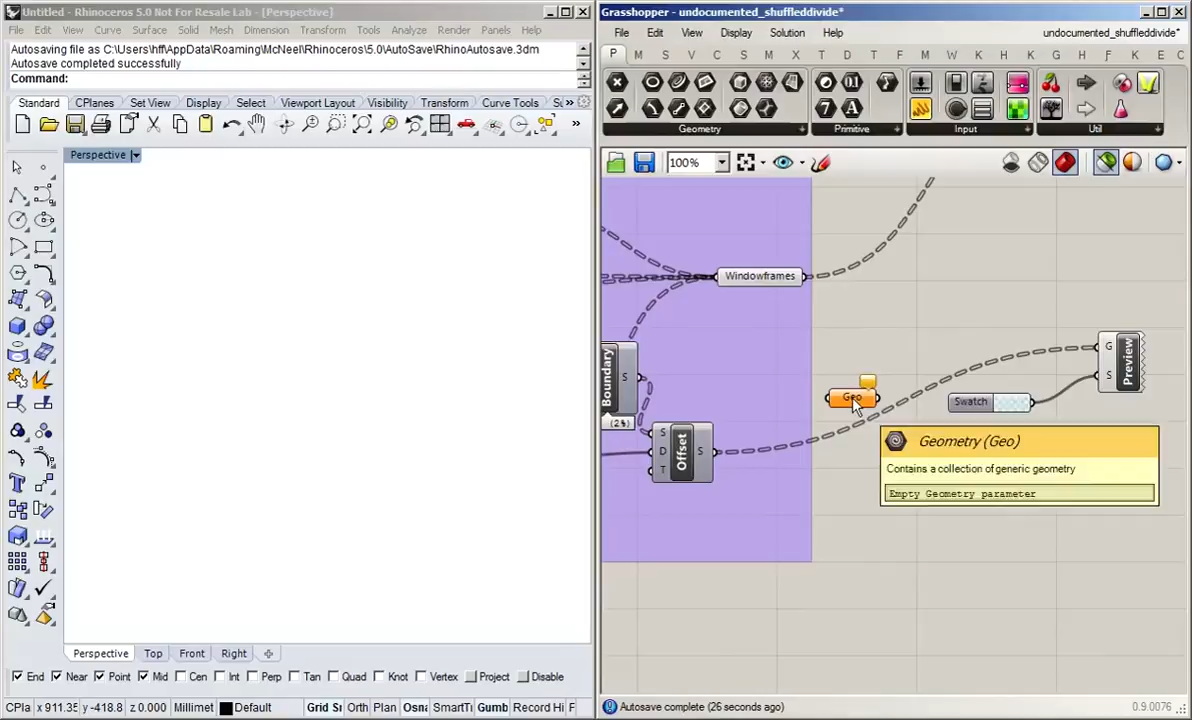 Untitled - Rhinoceros 5.0 Not For Resale Lab - [Perspective]
File Edit View Curve Surface Solid Mesh Dimension Transform Tools Analyze Render Panels Help
Autosaving file as C:\Users\hff\AppData\Roaming\McNeel\Rhinoceros\5.0\AutoSave\RhinoAutosave.3dm
Autosave completed successfully
Command:
Standard CPlanes Set View Display Select Viewport Layout Visibility Transform Curve Tools »
Perspective
Perspective Top Front Right
End Near Point Mid Cen Int Perp Tan Quad Knot Vertex Project Disable
CPla x 911.35 y -418.8 z 0.000 Millimet Default Grid Si Orth Plan Osna SmartTi Gumb Record Hi F
Grasshopper - undocumented_shuffleddivide*
File Edit View Display Solution Help undocumented_shuffleddivide*
P M S V C S M I T X D T F R B M W K H K M U A K G H H F K E
Geometry Primitive Input Util
100%
Windowframes
Boundary S
(2%)
S D T Offset S
Geo
Swatch
G S Preview
Geometry (Geo)
Contains a collection of generic geometry
Empty Geometry parameter
Autosave complete (26 seconds ago) 0.9.0076